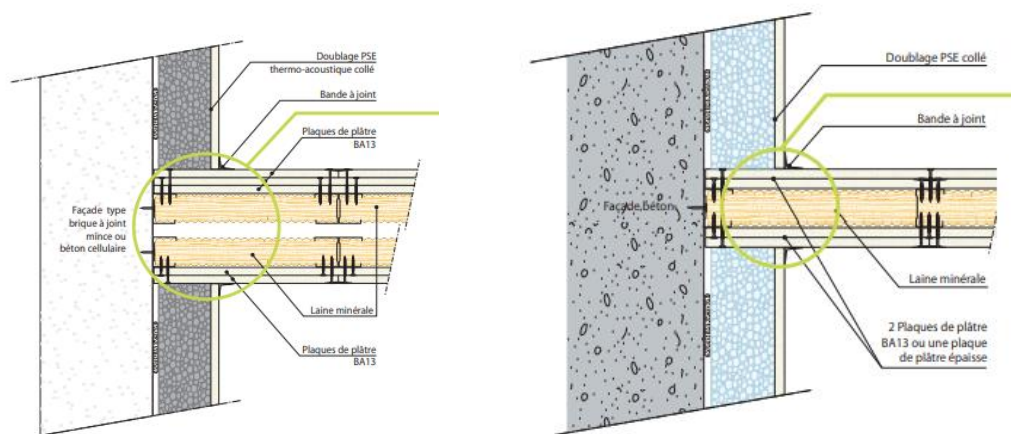 Doublage PSE
thermo-acoustique collé
Bande à joint
Plaques de plâtre
BA13
Façade type
brique à joint
mince ou
béton cellulaire
Laine minérale
Plaques de plâtre
BA13
Doublage PSE collé
Bande à joint
Façade béton
Laine minérale
2 Plaques de plâtre
BA13 ou une plaque
de plâtre épaisse